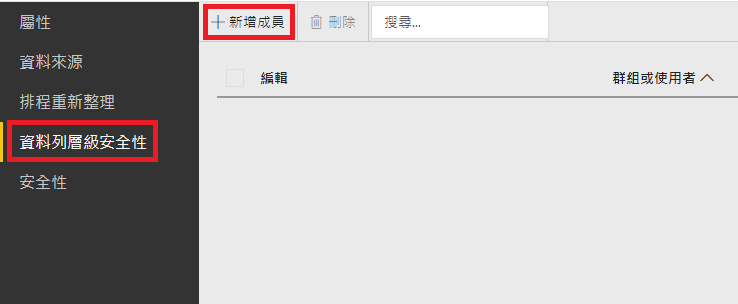 屬性
資料來源
排程重新整理
資料列層級安全性
安全性
新增成員 刪除 搜尋...
編輯 群組或使用者